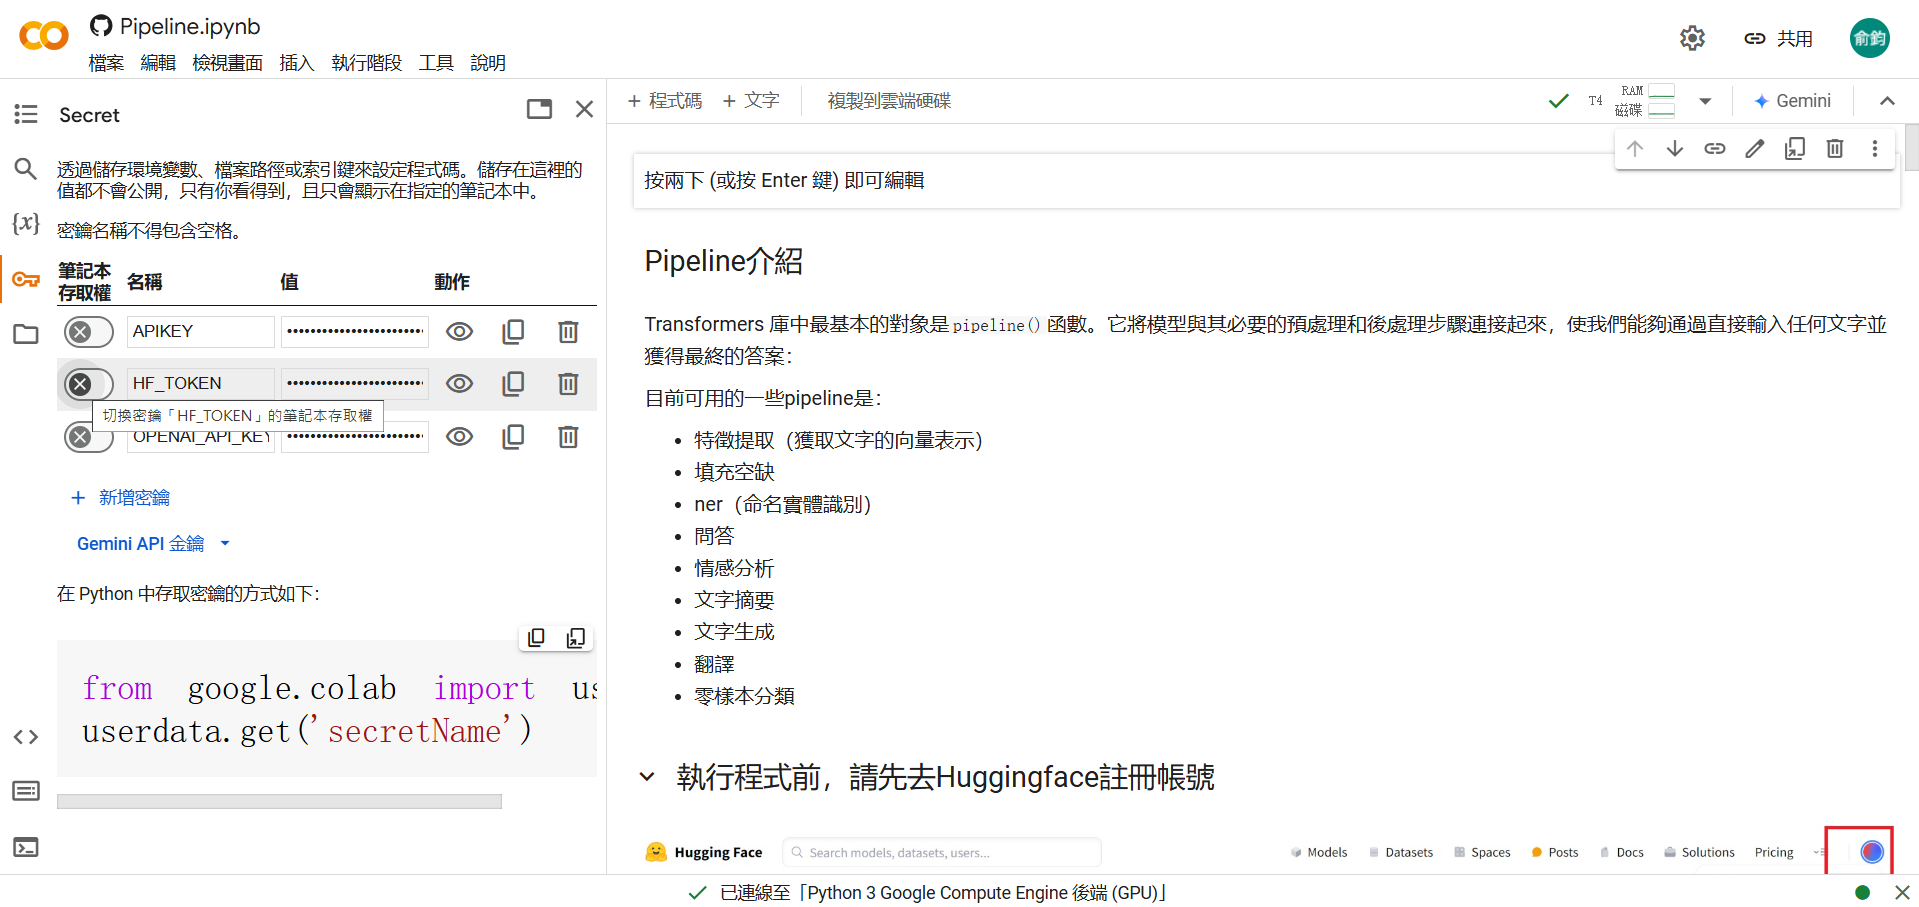 Pipeline.ipynb
檔案 編輯 檢視畫面 插入 執行階段 工具 說明
共用
俞鈞
Secret
透過儲存環境變數、檔案路徑或索引鍵來設定程式碼。儲存在這裡的
值都不會公開，只有你看得到，且只會顯示在指定的筆記本中。
密鑰名稱不得包含空格。
筆記本
存取權 名稱 值 動作
APIKEY ••••••••••••••••••••••••
HF_TOKEN ••••••••••••••••••••••••
切換密鑰「HF_TOKEN」的筆記本存取權
OPENAI_API_KEY ••••••••••••••••••••••••
+ 新增密鑰
Gemini API 金鑰
在 Python 中存取密鑰的方式如下：
from google.colab import us
userdata.get('secretName')
+ 程式碼 + 文字 複製到雲端硬碟
T4 RAM
磁碟
Gemini
按兩下 (或按 Enter 鍵) 即可編輯
Pipeline介紹
Transformers 庫中最基本的對象是 pipeline() 函數。它將模型與其必要的預處理和後處理步驟連接起來，使我們能夠通過直接輸入任何文字並
獲得最終的答案：
目前可用的一些pipeline是：
• 特徵提取（獲取文字的向量表示）
• 填充空缺
• ner（命名實體識別）
• 問答
• 情感分析
• 文字摘要
• 文字生成
• 翻譯
• 零樣本分類
執行程式前，請先去Huggingface註冊帳號
Hugging Face Search models, datasets, users... Models Datasets Spaces Posts Docs Solutions Pricing
已連線至「Python 3 Google Compute Engine 後端 (GPU)」